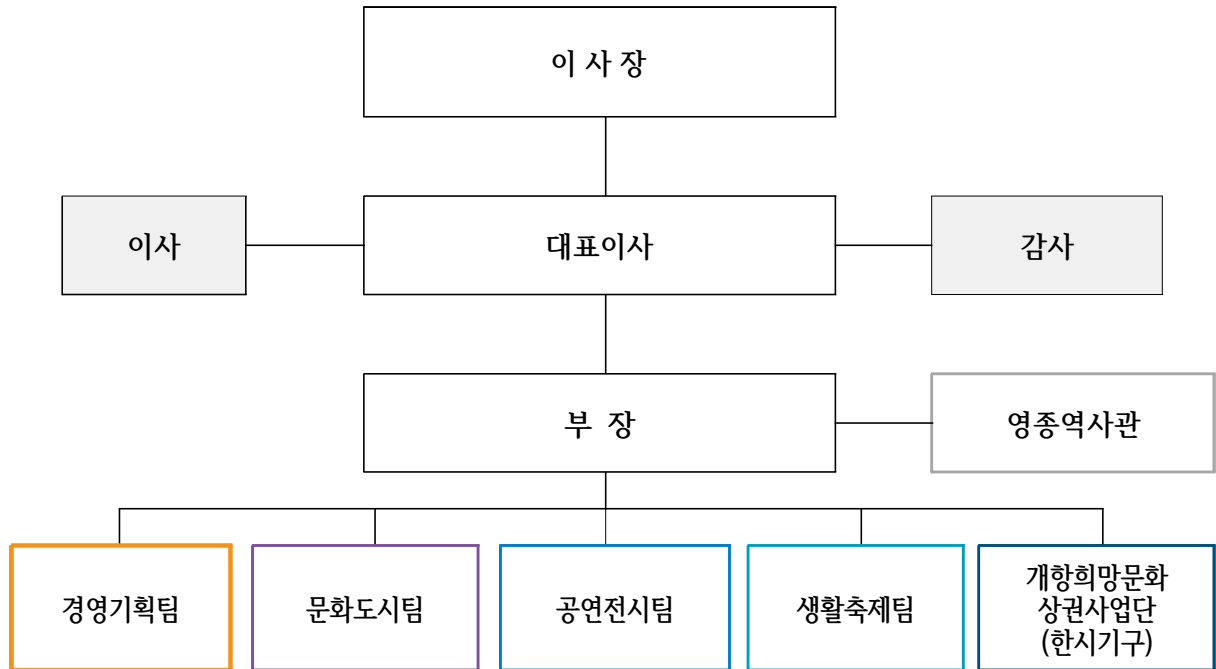 이 사 장
이사
대표이사
감사
부 장
영종역사관
경영기획팀
문화도시팀
공연전시팀
생활축제팀
개항희망문화
상권사업단
(한시기구)